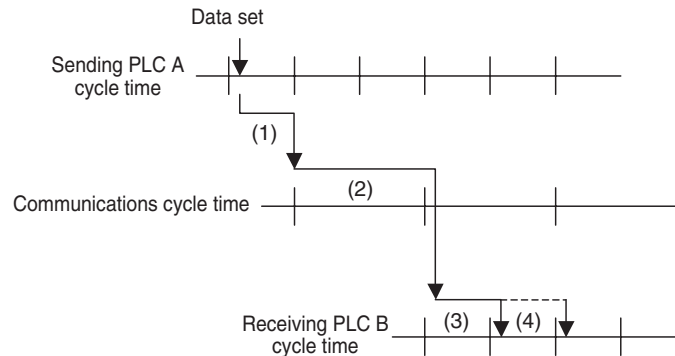 Data set
Sending PLC A
cycle time
(1)
(2)
Communications cycle time
Receiving PLC B
cycle time
(3)
(4)